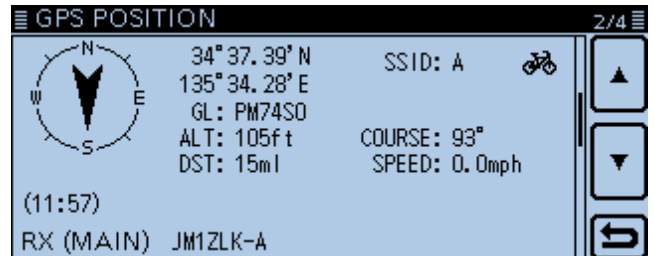 GPS POSITION 2/4
N
W E
S
34°37.39'N SSID: A
135°34.28'E
GL: PM74SO
ALT: 105ft COURSE: 93°
DST: 15ml SPEED: 0.0mph
(11:57)
RX (MAIN) JM1ZLK-A